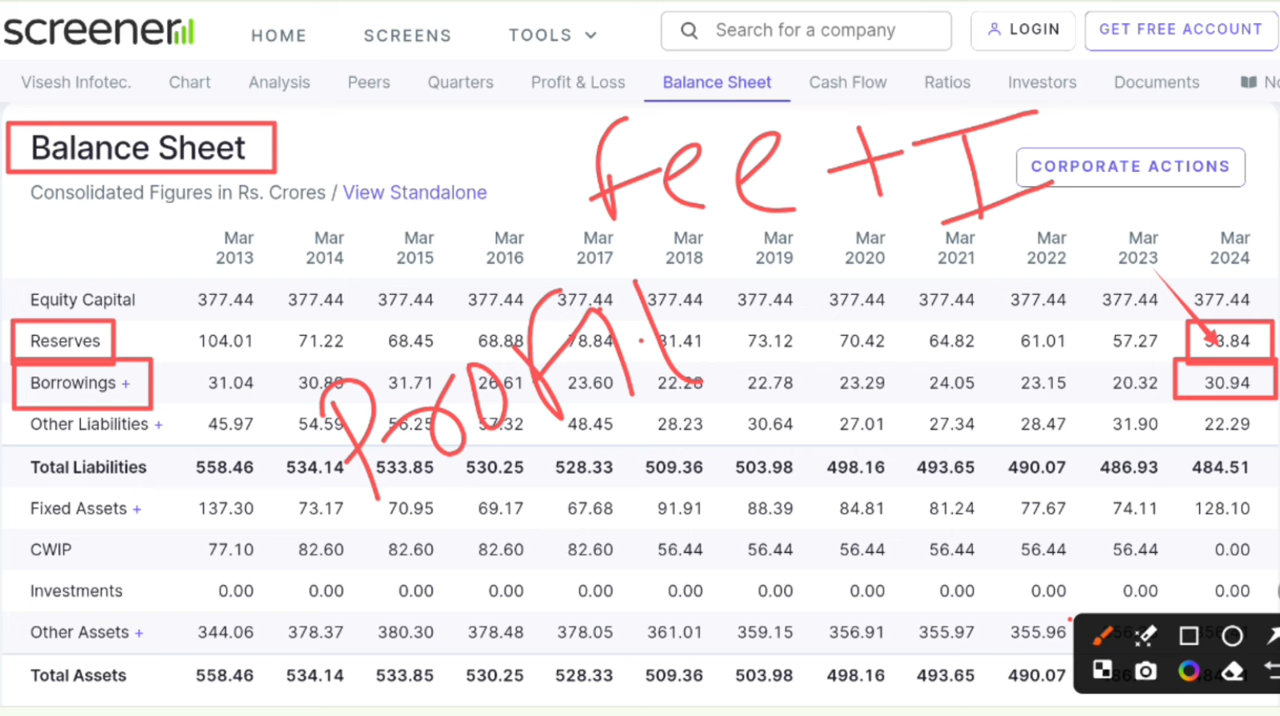 screener HOME SCREENS TOOLS Search for a company LOGIN GET FREE ACCOUNT
Visesh Infotec. Chart Analysis Peers Quarters Profit & Loss Balance Sheet Cash Flow Ratios Investors Documents No
Balance Sheet
fee + I
CORPORATE ACTIONS
Consolidated Figures in Rs. Crores / View Standalone
Mar 2013 Mar 2014 Mar 2015 Mar 2016 Mar 2017 Mar 2018 Mar 2019 Mar 2020 Mar 2021 Mar 2022 Mar 2023 Mar 2024
Equity Capital 377.44 377.44 377.44 377.44 377.44 377.44 377.44 377.44 377.44 377.44 377.44 377.44
Reserves 104.01 71.22 68.45 68.88 78.84 73.12 70.42 64.82 61.01 57.27
Borrowings + 31.04 31.71 26.61 23.60 22.28 22.78 23.29 24.05 23.15 20.32 30.94
Profit
Other Liabilities + 45.97 54.59 56.25 57.32 48.45 28.23 30.64 27.01 27.34 28.47 31.90 22.29
Total Liabilities 558.46 534.14 533.85 530.25 528.33 509.36 503.98 498.16 493.65 490.07 486.93 484.51
Fixed Assets + 137.30 73.17 70.95 69.17 67.68 91.91 88.39 84.81 81.24 77.67 74.11 128.10
CWIP 77.10 82.60 82.60 82.60 82.60 56.44 56.44 56.44 56.44 56.44 56.44 0.00
Investments 0.00 0.00 0.00 0.00 0.00 0.00 0.00 0.00 0.00 0.00 0.00 0.00
Other Assets + 344.06 378.37 380.30 378.48 378.05 361.01 359.15 356.91 355.97 355.96
Total Assets 558.46 534.14 533.85 530.25 528.33 509.36 503.98 498.16 493.65 490.07